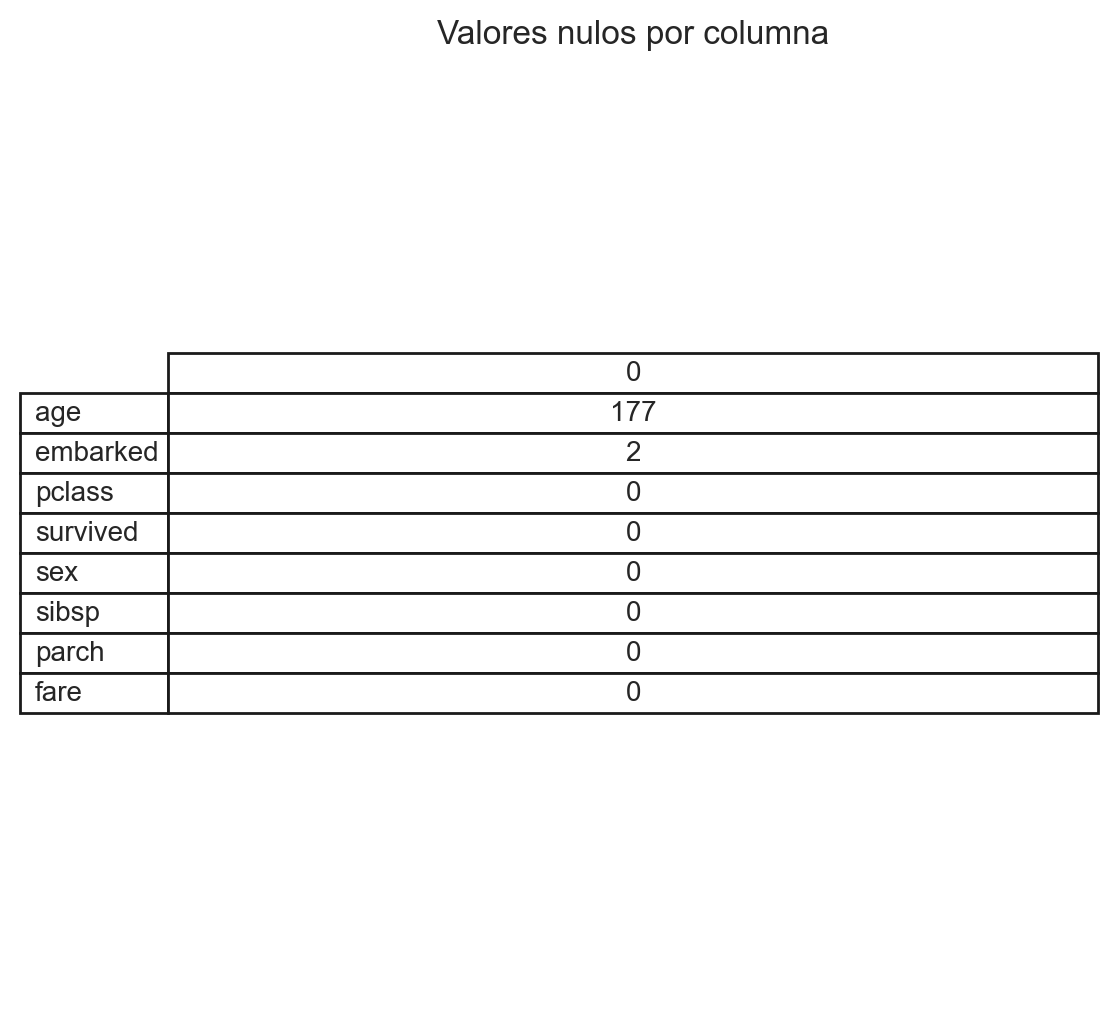 Valores nulos por columna
0
age 177
embarked 2
pclass 0
survived 0
sex 0
sibsp 0
parch 0
fare 0